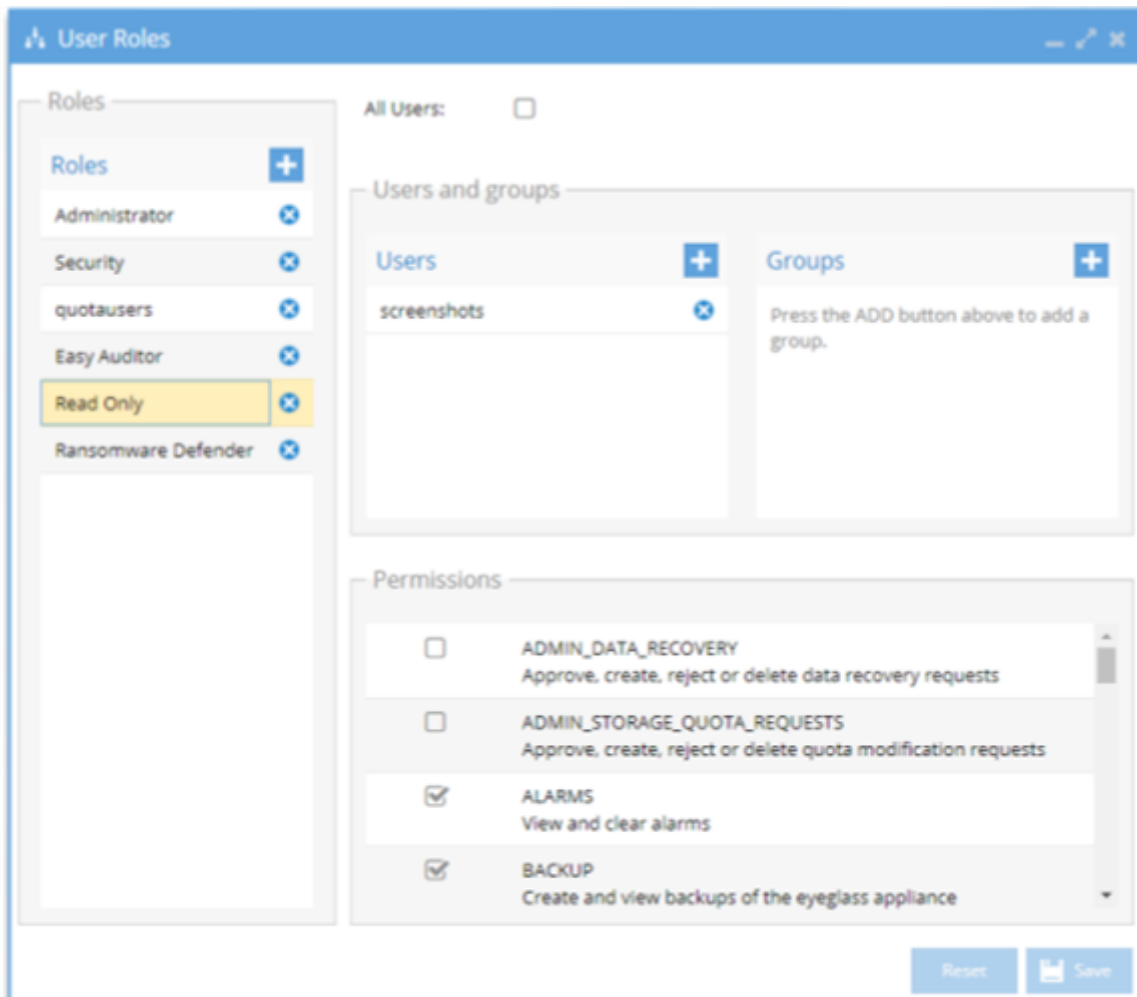 User Roles
Roles
Roles
Administrator
Security
quotausers
Easy Auditor
Read Only
Ransomware Defender
All Users:
Users and groups
Users
screenshots
Groups
Press the ADD button above to add a
group.
Permissions
ADMIN_DATA_RECOVERY
Approve, create, reject or delete data recovery requests
ADMIN_STORAGE_QUOTA_REQUESTS
Approve, create, reject or delete quota modification requests
ALARMS
View and clear alarms
BACKUP
Create and view backups of the eyeglass appliance
Reset
Save